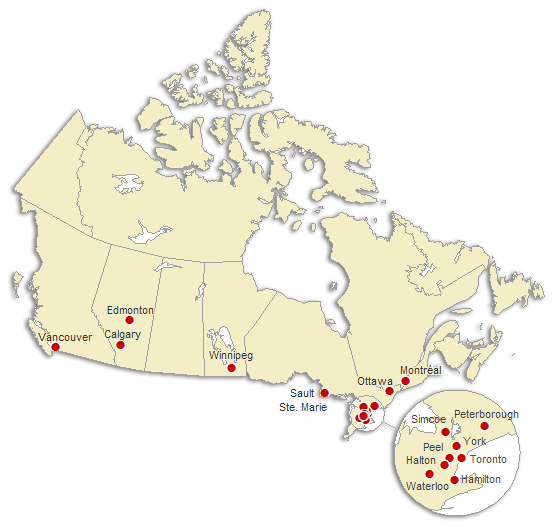 Edmonton
Vancouver
Calgary
Winnipeg
Montréal
Ottawa
Sault
Ste. Marie
Peterborough
Simcoe
York
Peel
Toronto
Halton
Hamilton
Waterloo